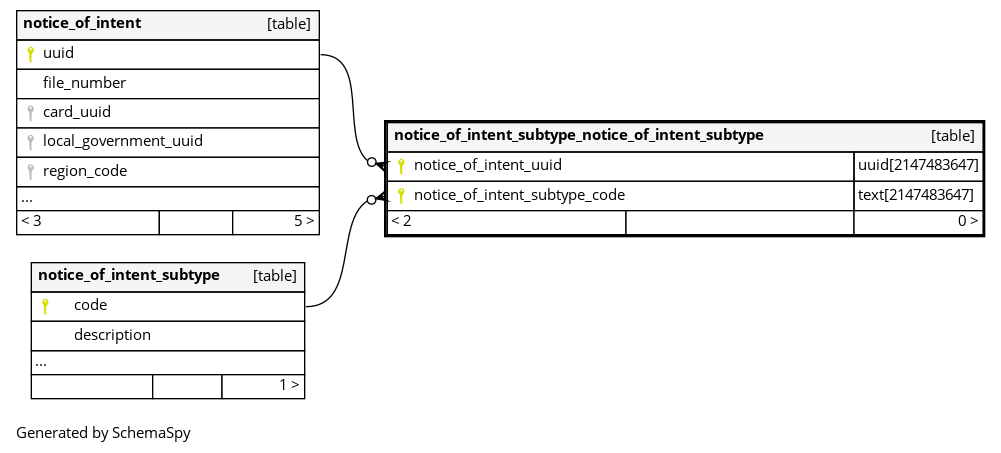 notice_of_intent [table]
uuid
file_number
card_uuid
local_government_uuid
region_code
...
< 3 5 >
notice_of_intent_subtype_notice_of_intent_subtype [table]
notice_of_intent_uuid uuid[2147483647]
notice_of_intent_subtype_code text[2147483647]
< 2 0 >
notice_of_intent_subtype [table]
code
description
...
1 >
Generated by SchemaSpy